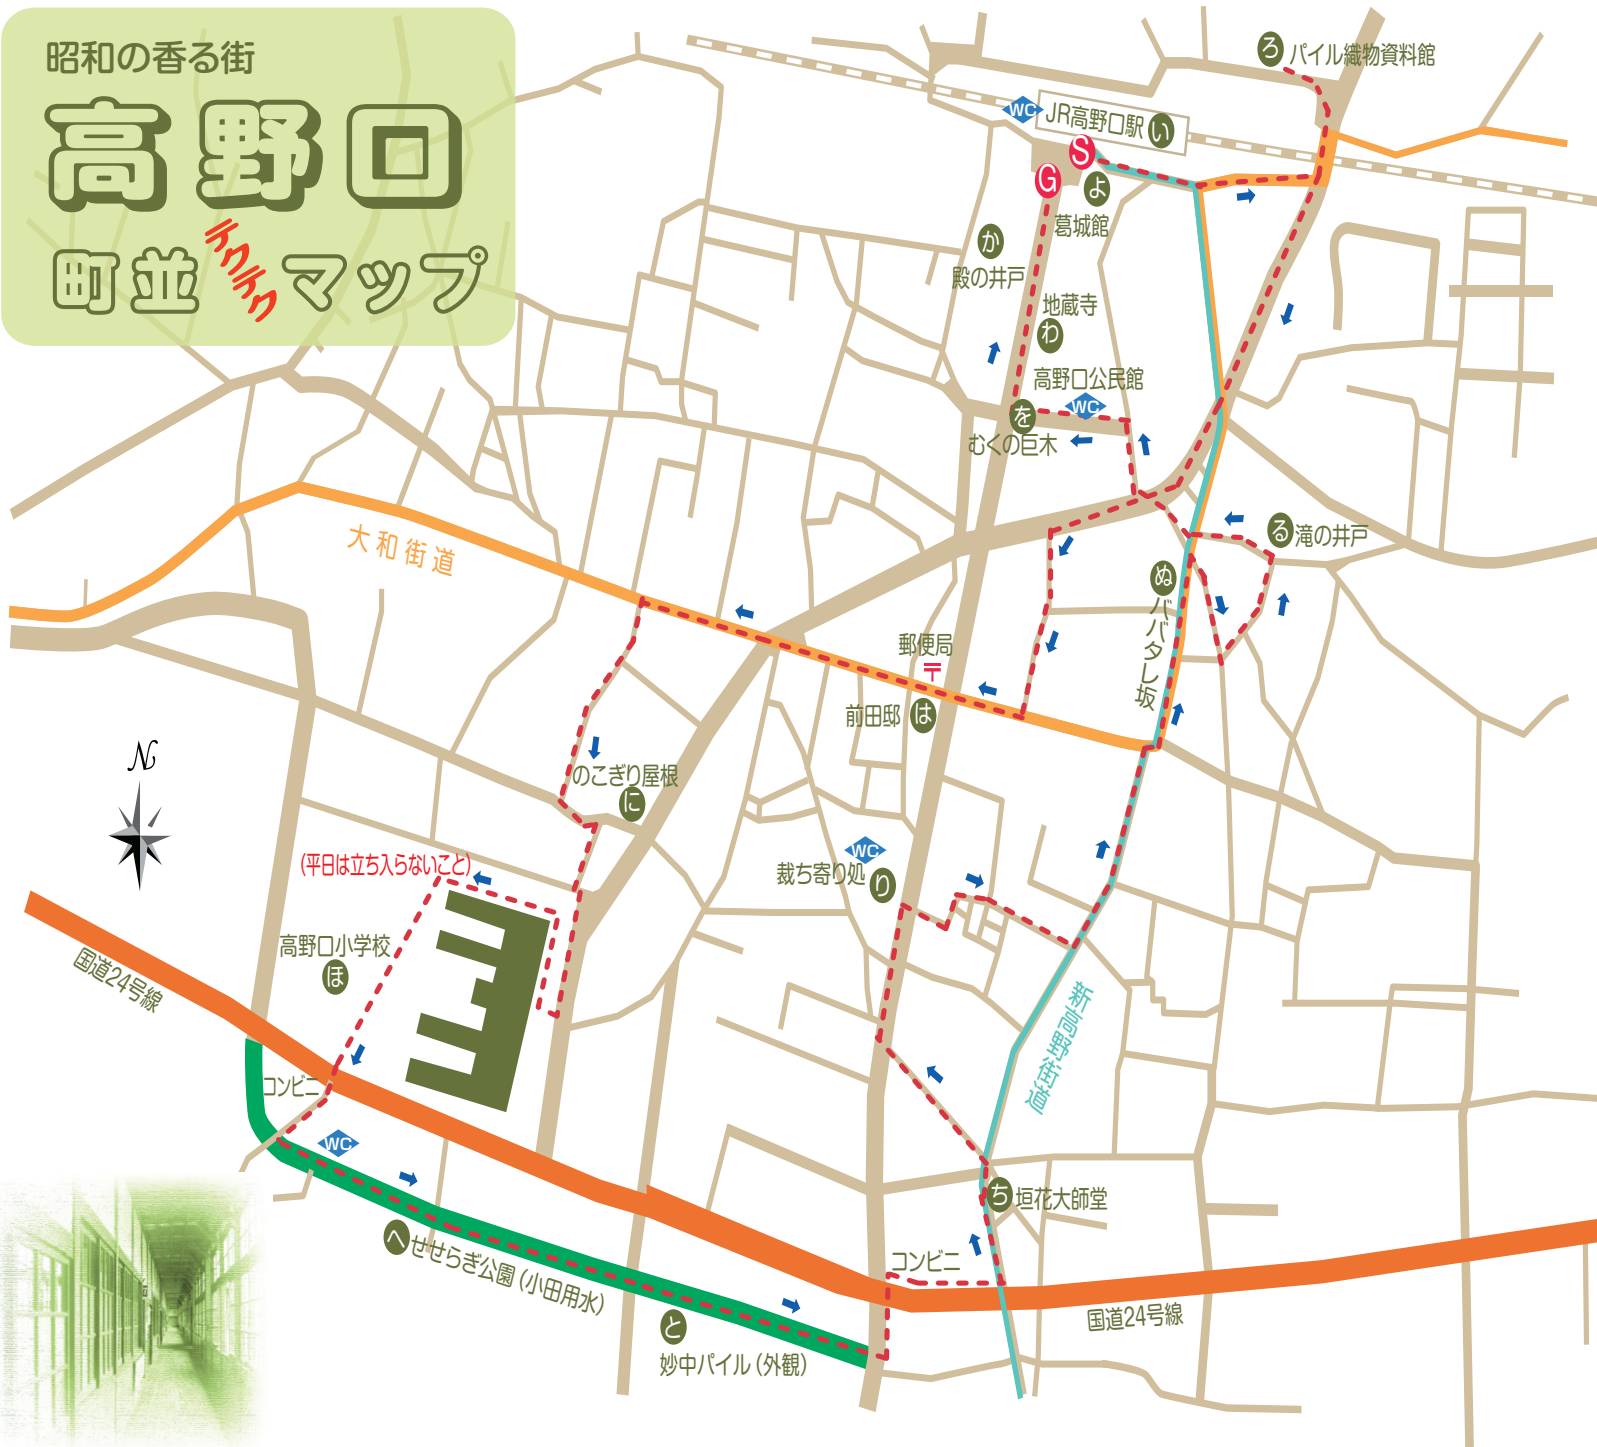 昭和の香る街
高野口
町並
テクテク
マップ
ろ パイル織物資料館
WC
JR高野口駅 い
S
G
よ
葛城館
か
殿の井戸
地蔵寺
わ
高野口公民館
WC
を
むくの巨木
大和街道
る 滝の井戸
ぬ
ババタレ坂
郵便局
〒
前田邸 は
N
のこぎり屋根
に
WC
裁ち寄り処 り
(平日は立ち入らないこと)
高野口小学校
ほ
国道24号線
新高野街道
コンビニ
WC
ち 垣花大師堂
へ せせらぎ公園(小田用水)
コンビニ
と
妙中パイル(外観)
国道24号線